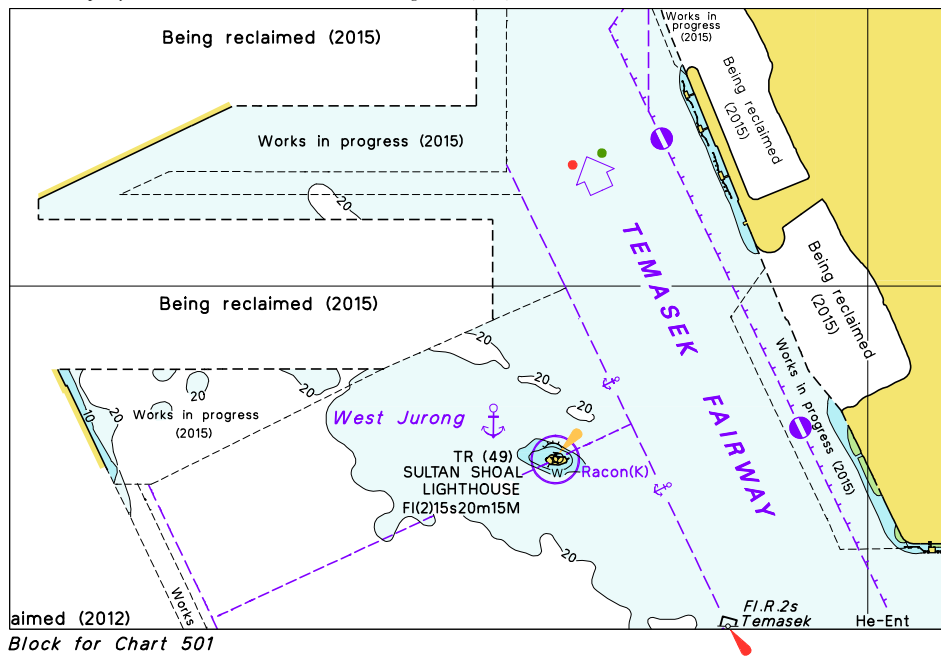 Being reclaimed (2015)
Works in
progress
(2015)
Being reclaimed
(2015)
Works in progress (2015)
20
TEMASEK FAIRWAY
Being reclaimed
(2015)
Being reclaimed (2015)
20
20
20
20
20
10
Works in progress
(2015)
West Jurong
Works in progress (2015)
TR (49)
SULTAN SHOAL
LIGHTHOUSE
Fl(2)15s20m15M
W
Racon(K)
20
Works
Fl.R.2s
Temasek
He-Ent
aimed (2012)
Block for Chart 501